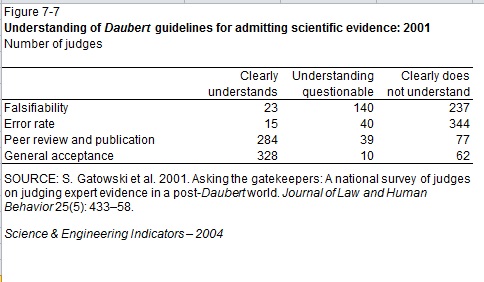 Figure 7-7
Understanding of Daubert guidelines for admitting scientific evidence: 2001
Number of judges
Clearly understands Understanding questionable Clearly does not understand
Falsifiability 23 140 237
Error rate 15 40 344
Peer review and publication 284 39 77
General acceptance 328 10 62
SOURCE: S. Gatowski et al. 2001. Asking the gatekeepers: A national survey of judges
on judging expert evidence in a post-Daubert world. Journal of Law and Human
Behavior 25(5): 433–58.
Science & Engineering Indicators – 2004